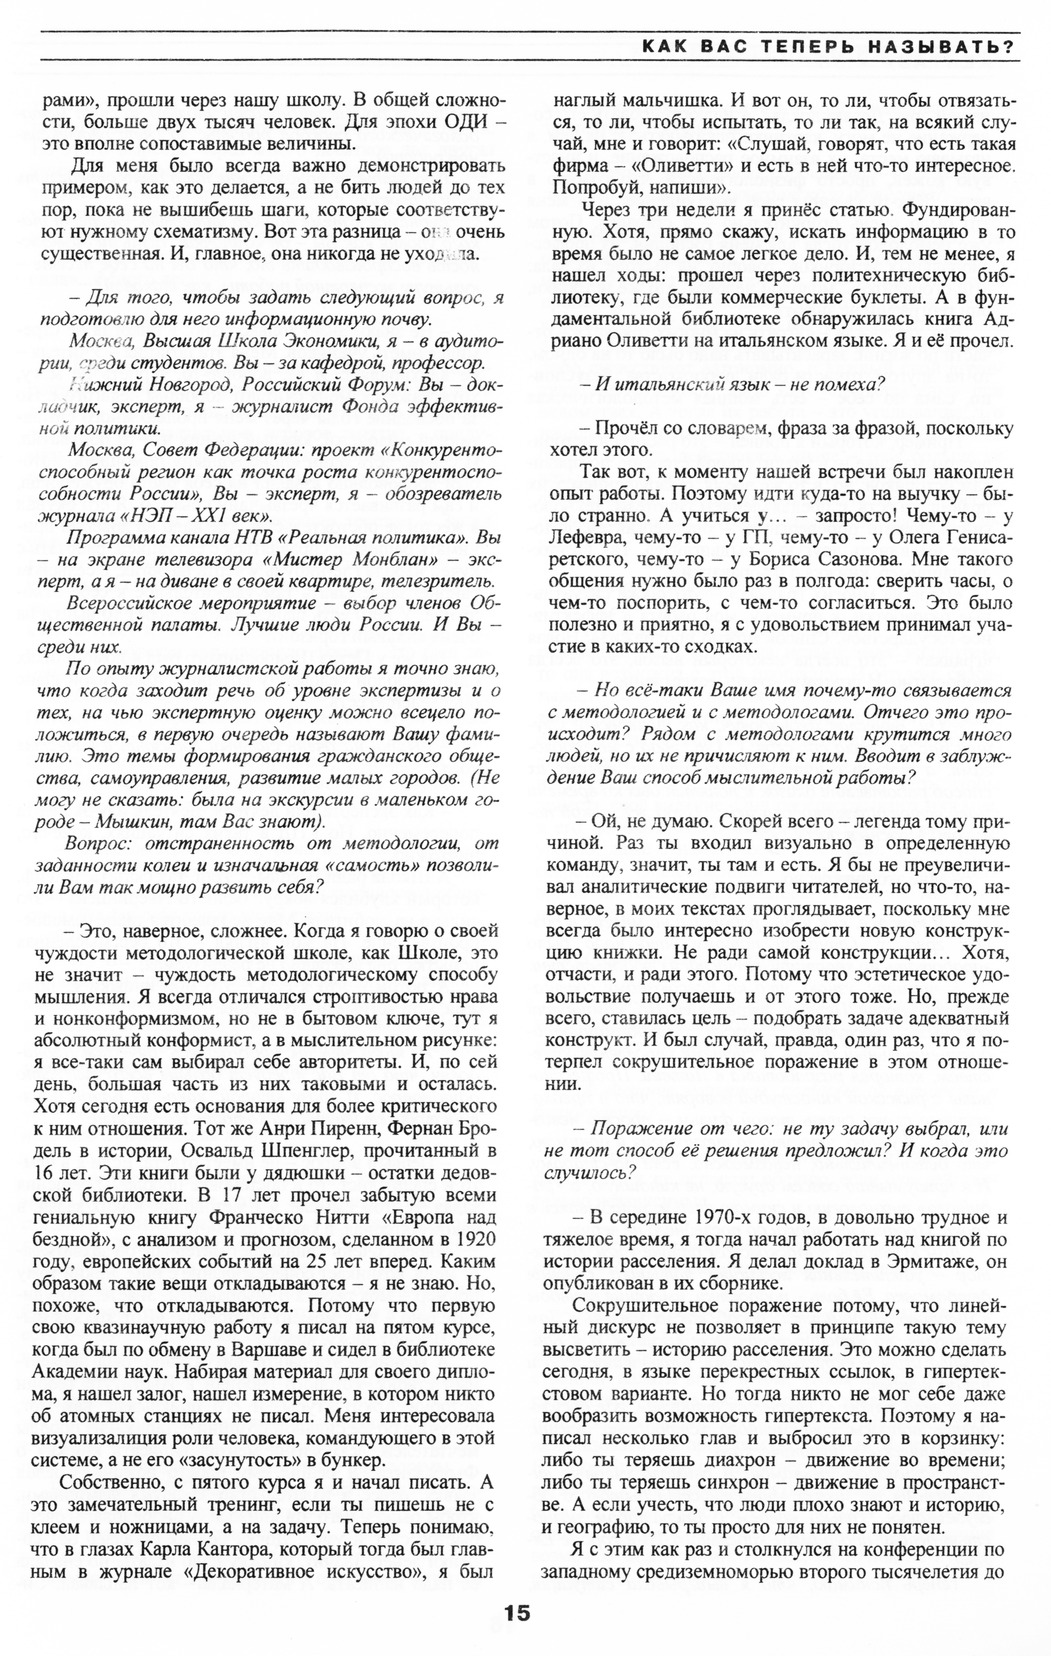 КАК ВАС ТЕПЕРЬ НАЗЫВАТЬ?
рами», прошли через нашу школу. В общей сложно-
сти, больше двух тысяч человек. Для эпохи ОДИ –
это вполне сопоставимые величины.
Для меня было всегда важно демонстрировать
примером, как это делается, а не бить людей до тех
пор, пока не вышибешь шаги, которые соответству-
ют нужному схематизму. Вот эта разница – она очень
существенная. И, главное, она никогда не уходила.
– Для того, чтобы задать следующий вопрос, я
подготовлю для него информационную почву.
Москва, Высшая Школа Экономики, я – в аудито-
рии, среди студентов. Вы – за кафедрой, профессор.
Нижний Новгород, Российский Форум: Вы – док-
ладчик, эксперт, я – журналист Фонда эффектив-
ной политики.
Москва, Совет Федерации: проект «Конкуренто-
способный регион как точка роста конкурентоспо-
собности России», Вы – эксперт, я – обозреватель
журнала «НЭП – XXI век».
Программа канала НТВ «Реальная политика». Вы
– на экране телевизора «Мистер Монблан» – экс-
перт, а я – на диване в своей квартире, телезритель.
Всероссийское мероприятие – выбор членов Об-
щественной палаты. Лучшие люди России. И Вы –
среди них.
По опыту журналистской работы я точно знаю,
что когда заходит речь об уровне экспертизы и о
тех, на чью экспертную оценку можно всецело по-
ложиться, в первую очередь называют Вашу фами-
лию. Это темы формирования гражданского обще-
ства, самоуправления, развитие малых городов. (Не
могу не сказать: была на экскурсии в маленьком го-
роде – Мышкин, там Вас знают).
Вопрос: отстраненность от методологии, от
заданности колеи и изначальная «самость» позволи-
ли Вам так мощно развить себя?
– Это, наверное, сложнее. Когда я говорю о своей
чуждости методологической школе, как Школе, это
не значит – чуждость методологическому способу
мышления. Я всегда отличался строптивостью нрава
и нонконформизмом, но не в бытовом ключе, тут я
абсолютный конформист, а в мыслительном рисунке:
я все-таки сам выбирал себе авторитеты. И, по сей
день, большая часть из них таковыми и осталась.
Хотя сегодня есть основания для более критического
к ним отношения. Тот же Анри Пиренн, Фернан Бро-
дель в истории, Освальд Шпенглер, прочитанный в
16 лет. Эти книги были у дядюшки – остатки дедов-
ской библиотеки. В 17 лет прочел забытую всеми
гениальную книгу Франческо Нитти «Европа над
бездной», с анализом и прогнозом, сделанном в 1920
году, европейских событий на 25 лет вперед. Каким
образом такие вещи откладываются – я не знаю. Но,
похоже, что откладываются. Потому что первую
свою квазинаучную работу я писал на пятом курсе,
когда был по обмену в Варшаве и сидел в библиотеке
Академии наук. Набирая материал для своего дипло-
ма, я нашел залог, нашел измерение, в котором никто
об атомных станциях не писал. Меня интересовала
визуализалиция роли человека, командующего в этой
системе, а не его «засунутость» в бункер.
Собственно, с пятого курса я и начал писать. А
это замечательный тренинг, если ты пишешь не с
клеем и ножницами, а на задачу. Теперь понимаю,
что в глазах Карла Кантора, который тогда был глав-
ным в журнале «Декоративное искусство», я был
наглый мальчишка. И вот он, то ли, чтобы отвязать-
ся, то ли, чтобы испытать, то ли так, на всякий слу-
чай, мне и говорит: «Слушай, говорят, что есть такая
фирма – «Оливетти» и есть в ней что-то интересное.
Попробуй, напиши».
Через три недели я принёс статью. Фундирован-
ную. Хотя, прямо скажу, искать информацию в то
время было не самое легкое дело. И, тем не менее, я
нашел ходы: прошел через политехническую биб-
лиотеку, где были коммерческие буклеты. А в фун-
даментальной библиотеке обнаружилась книга Ад-
риано Оливетти на итальянском языке. Я и её прочел.
– И итальянский язык – не помеха?
– Прочёл со словарем, фраза за фразой, поскольку
хотел этого.
Так вот, к моменту нашей встречи был накоплен
опыт работы. Поэтому идти куда-то на выучку – бы-
ло странно. А учиться у… – запросто! Чему-то – у
Лефевра, чему-то – у ГП, чему-то – у Олега Гениса-
ретского, чему-то – у Бориса Сазонова. Мне такого
общения нужно было раз в полгода: сверить часы, о
чем-то поспорить, с чем-то согласиться. Это было
полезно и приятно, я с удовольствием принимал уча-
стие в каких-то сходках.
– Но всё-таки Ваше имя почему-то связывается
с методологией и с методологами. Отчего это про-
исходит? Рядом с методологами крутится много
людей, но их не причисляют к ним. Вводит в заблуж-
дение Ваш способ мыслительной работы?
– Ой, не думаю. Скорей всего – легенда тому при-
чиной. Раз ты входил визуально в определенную
команду, значит, ты там и есть. Я бы не преувеличи-
вал аналитические подвиги читателей, но что-то, на-
верное, в моих текстах проглядывает, поскольку мне
всегда было интересно изобрести новую конструк-
цию книжки. Не ради самой конструкции… Хотя,
отчасти, и ради этого. Потому что эстетическое удо-
вольствие получаешь и от этого тоже. Но, прежде
всего, ставилась цель – подобрать задаче адекватный
конструкт. И был случай, правда, один раз, что я по-
терпел сокрушительное поражение в этом отноше-
нии.
– Поражение от чего: не ту задачу выбрал, или
не тот способ её решения предложил? И когда это
случилось?
– В середине 1970-х годов, в довольно трудное и
тяжелое время, я тогда начал работать над книгой по
истории расселения. Я делал доклад в Эрмитаже, он
опубликован в их сборнике.
Сокрушительное поражение потому, что линей-
ный дискурс не позволяет в принципе такую тему
высветить – историю расселения. Это можно сделать
сегодня, в языке перекрестных ссылок, в гипертек-
стовом варианте. Но тогда никто не мог себе даже
вообразить возможность гипертекста. Поэтому я на-
писал несколько глав и выбросил это в корзинку:
либо ты теряешь диахрон – движение во времени;
либо ты теряешь синхрон – движение в пространст-
ве. А если учесть, что люди плохо знают и историю,
и географию, то ты просто для них не понятен.
Я с этим как раз и столкнулся на конференции по
западному средиземноморью второго тысячелетия до
15